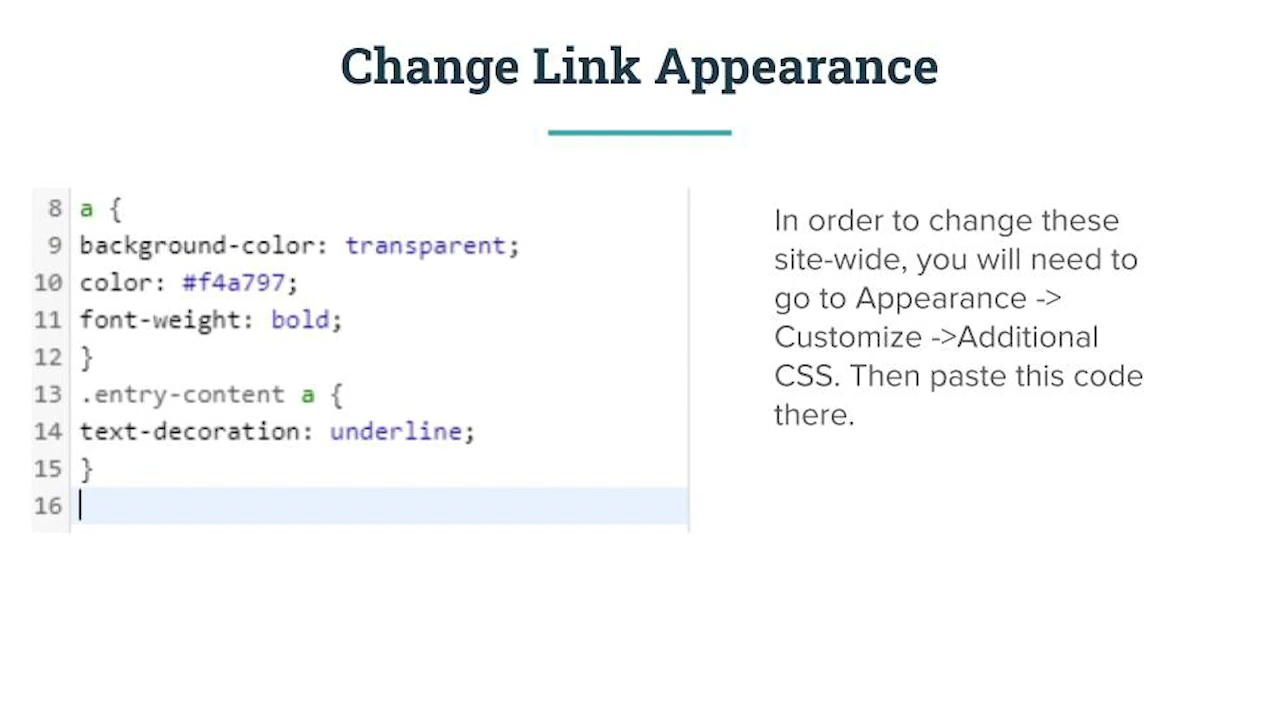 Change Link Appearance
8 a {
9 background-color: transparent;
10 color: #f4a797;
11 font-weight: bold;
12 }
13 .entry-content a {
14 text-decoration: underline;
15 }
16
In order to change these
site-wide, you will need to
go to Appearance ->
Customize ->Additional
CSS. Then paste this code
there.